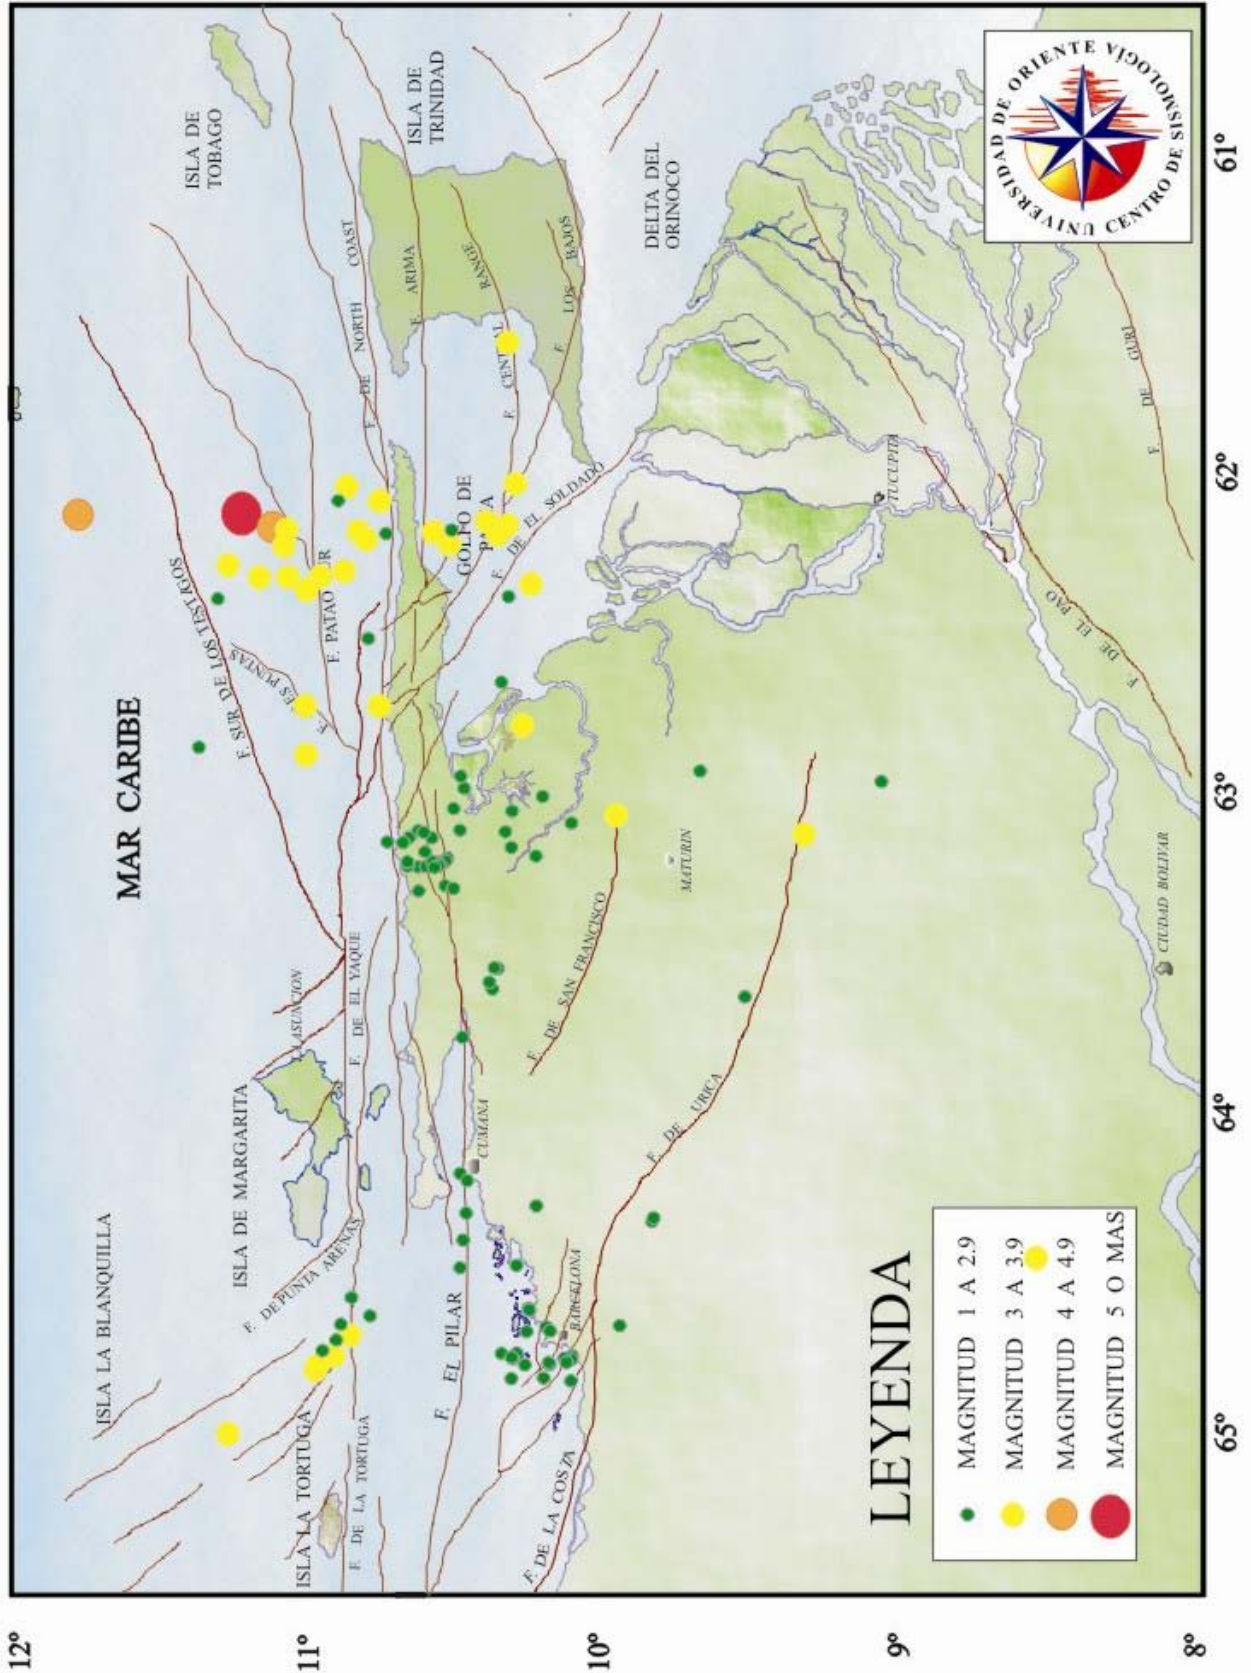 MAR CARIBE
ISLA LA BLANQUILLA
ISLA DE MARGARITA
LA ASUNCION
ISLA LA TORTUGA
ISLA DE
TOBAGO
ISLA DE
TRINIDAD
DELTA DEL
ORINOCO
GOLFO DE
F. SUR DE LOS TESTIGOS
F. PATAO
F. DE NORTH COAST
F. ARIMA
F. CENTRAL RANGE
F. LOS BAJOS
F. DE EL SOLDADO
F. DE EL YAQUE
F. DE PUNTA ARENAS
F. DE LA TORTUGA
F. EL PILAR
F. DE LA COSTA
F. DE SAN FRANCISCO
F. DE URICA
F. DE EL PAO
F. DE GURI
CUMANA
BARCELONA
MATURIN
TUCUPITA
CIUDAD BOLIVAR
UNIVERSIDAD DE ORIENTE
CENTRO DE SISMOLOGÍA
LEYENDA
MAGNITUD 1 A 2.9
MAGNITUD 3 A 3.9
MAGNITUD 4 A 4.9
MAGNITUD 5 O MAS
12°
11°
10°
9°
8°
65°
64°
63°
62°
61°